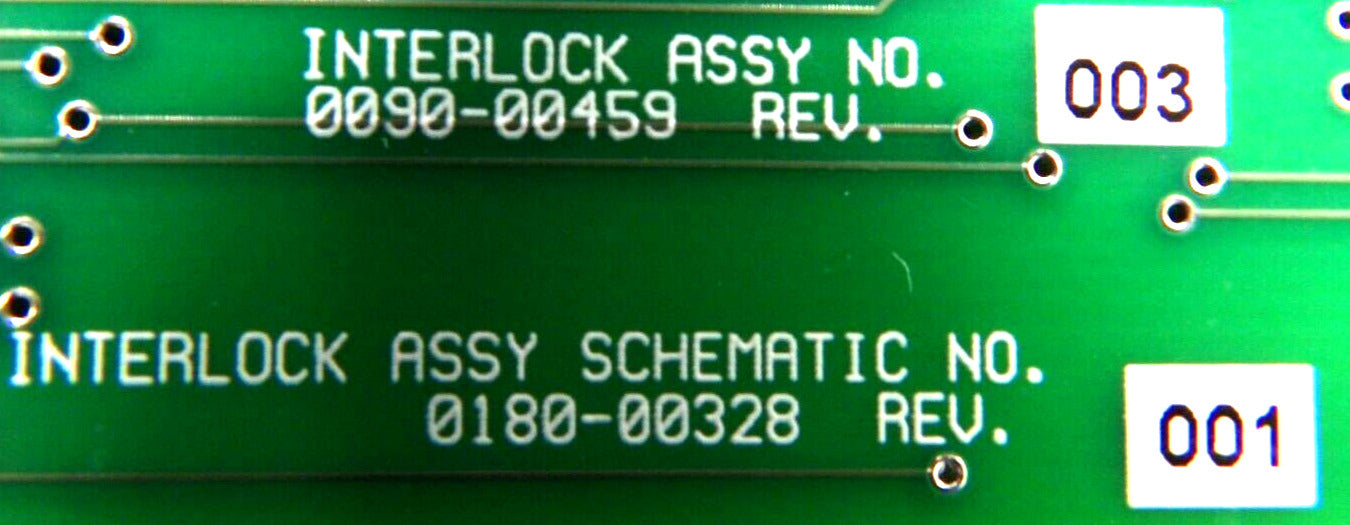 INTERLOCK ASSY NO.
0090-00459 REV. 003
INTERLOCK ASSY SCHEMATIC NO.
0180-00328 REV. 001